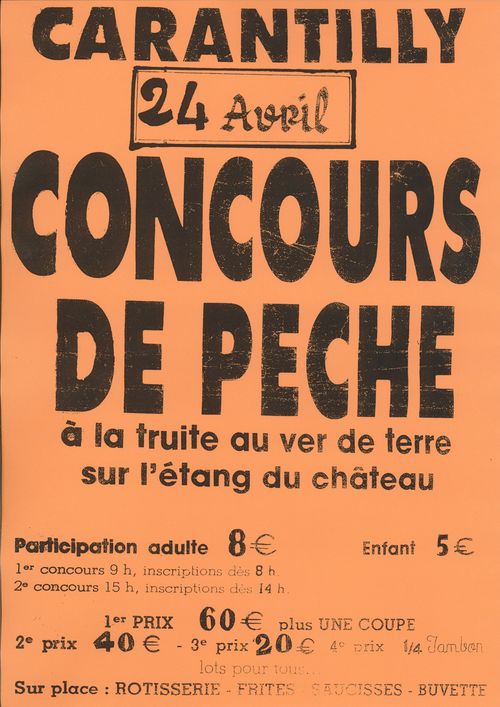 CARANTILLY
24 Avril
CONCOURS
DE PECHE
à la truite au ver de terre
sur l'étang du château
Participation adulte 8€ Enfant 5€
1er concours 9 h, inscriptions dès 8 h.
2e concours 15 h, inscriptions dès 14 h.
1er PRIX 60€ plus UNE COUPE
2e prix 40€ - 3e prix 20€ 4e prix 1/4 Jambon
lots pour tous...
Sur place : ROTISSERIE - FRITES - SAUCISSES - BUVETTE